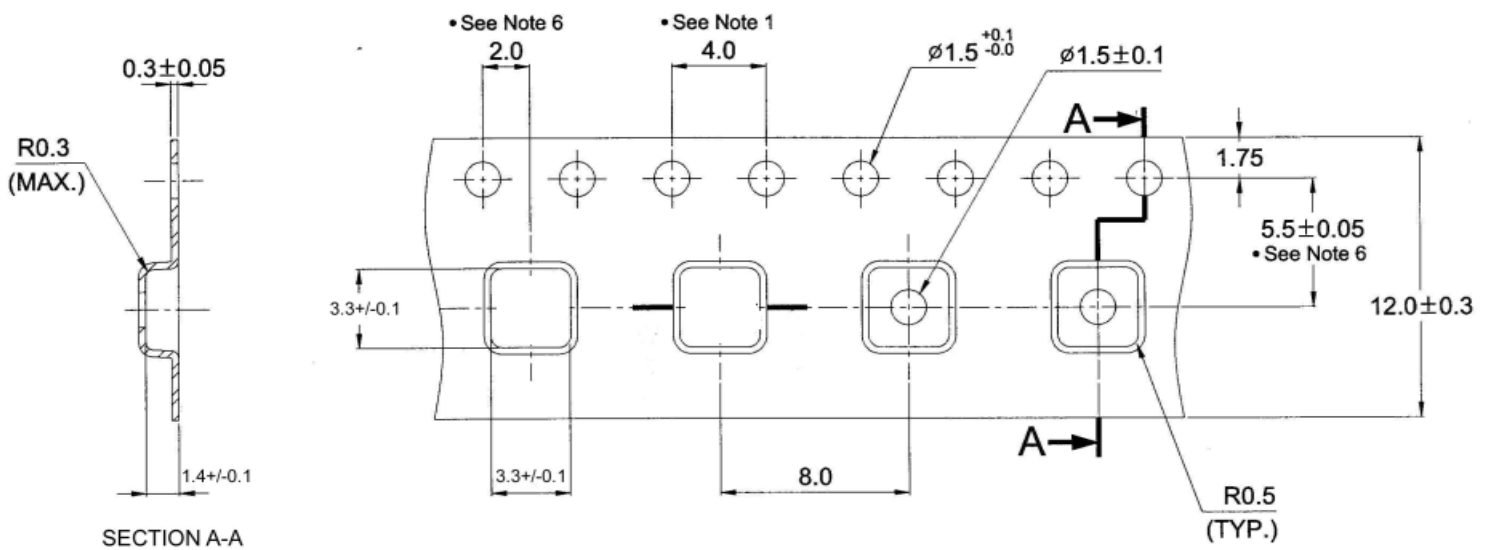 • See Note 6
2.0
• See Note 1
4.0
⌀1.5 +0.1 -0.0
⌀1.5±0.1
0.3±0.05
R0.3
(MAX.)
A
1.75
5.5±0.05
• See Note 6
12.0±0.3
3.3+/-0.1
A
1.4+/-0.1
3.3+/-0.1
8.0
R0.5
(TYP.)
SECTION A-A